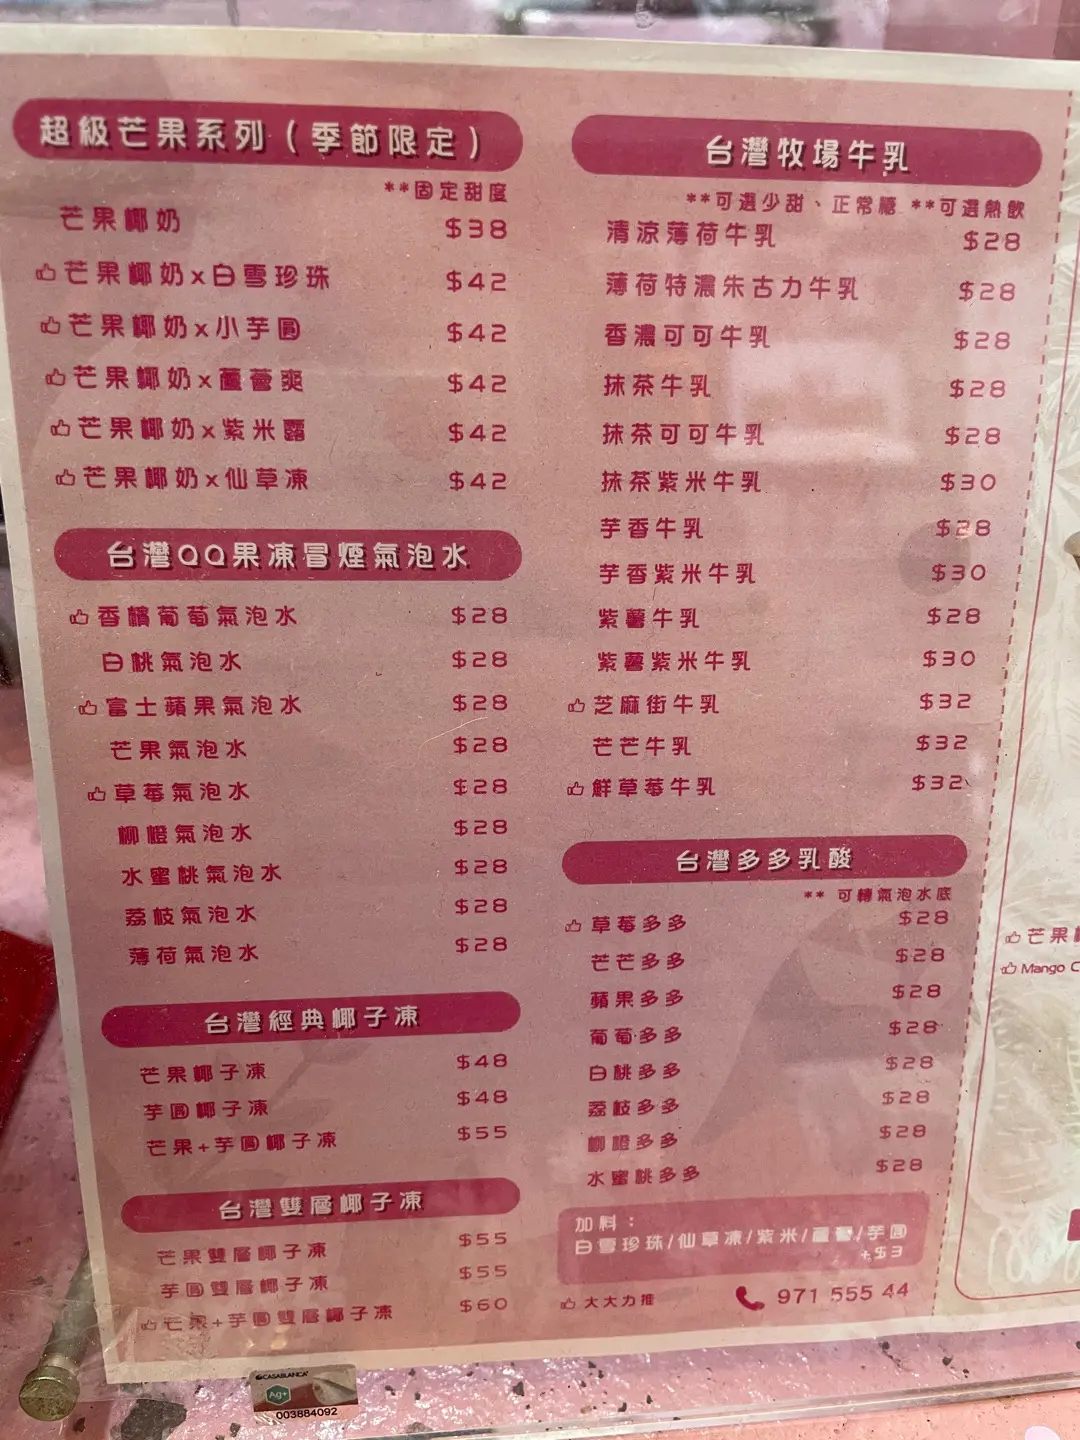 超級芒果系列（季節限定）
**固定甜度
芒果椰奶 $38
芒果椰奶x白雪珍珠 $42
芒果椰奶x小芋圓 $42
芒果椰奶x蘆薈爽 $42
芒果椰奶x紫米露 $42
芒果椰奶x仙草凍 $42
台灣QQ果凍冒煙氣泡水
香檳葡萄氣泡水 $28
白桃氣泡水 $28
富士蘋果氣泡水 $28
芒果氣泡水 $28
草莓氣泡水 $28
柳橙氣泡水 $28
水蜜桃氣泡水 $28
荔枝氣泡水 $28
薄荷氣泡水 $28
台灣經典椰子凍
芒果椰子凍 $48
芋圓椰子凍 $48
芒果+芋圓椰子凍 $55
台灣雙層椰子凍
芒果雙層椰子凍 $55
芋圓雙層椰子凍 $55
芒果+芋圓雙層椰子凍 $60
台灣牧場牛乳
**可選少甜、正常糖 **可選熱飲
清涼薄荷牛乳 $28
薄荷特濃朱古力牛乳 $28
香濃可可牛乳 $28
抹茶牛乳 $28
抹茶可可牛乳 $28
抹茶紫米牛乳 $30
芋香牛乳 $28
芋香紫米牛乳 $30
紫薯牛乳 $28
紫薯紫米牛乳 $30
芝麻街牛乳 $32
芒芒牛乳 $32
鮮草莓牛乳 $32
台灣多多乳酸
** 可轉氣泡水底
草莓多多 $28
芒芒多多 $28
蘋果多多 $28
葡萄多多 $28
白桃多多 $28
荔枝多多 $28
柳橙多多 $28
水蜜桃多多 $28
加料：
白雪珍珠/仙草凍/紫米/蘆薈/芋圓
+$3
大大力推
971 555 44
芒果
Mango C
CASABLANCA
Ag+
003884092